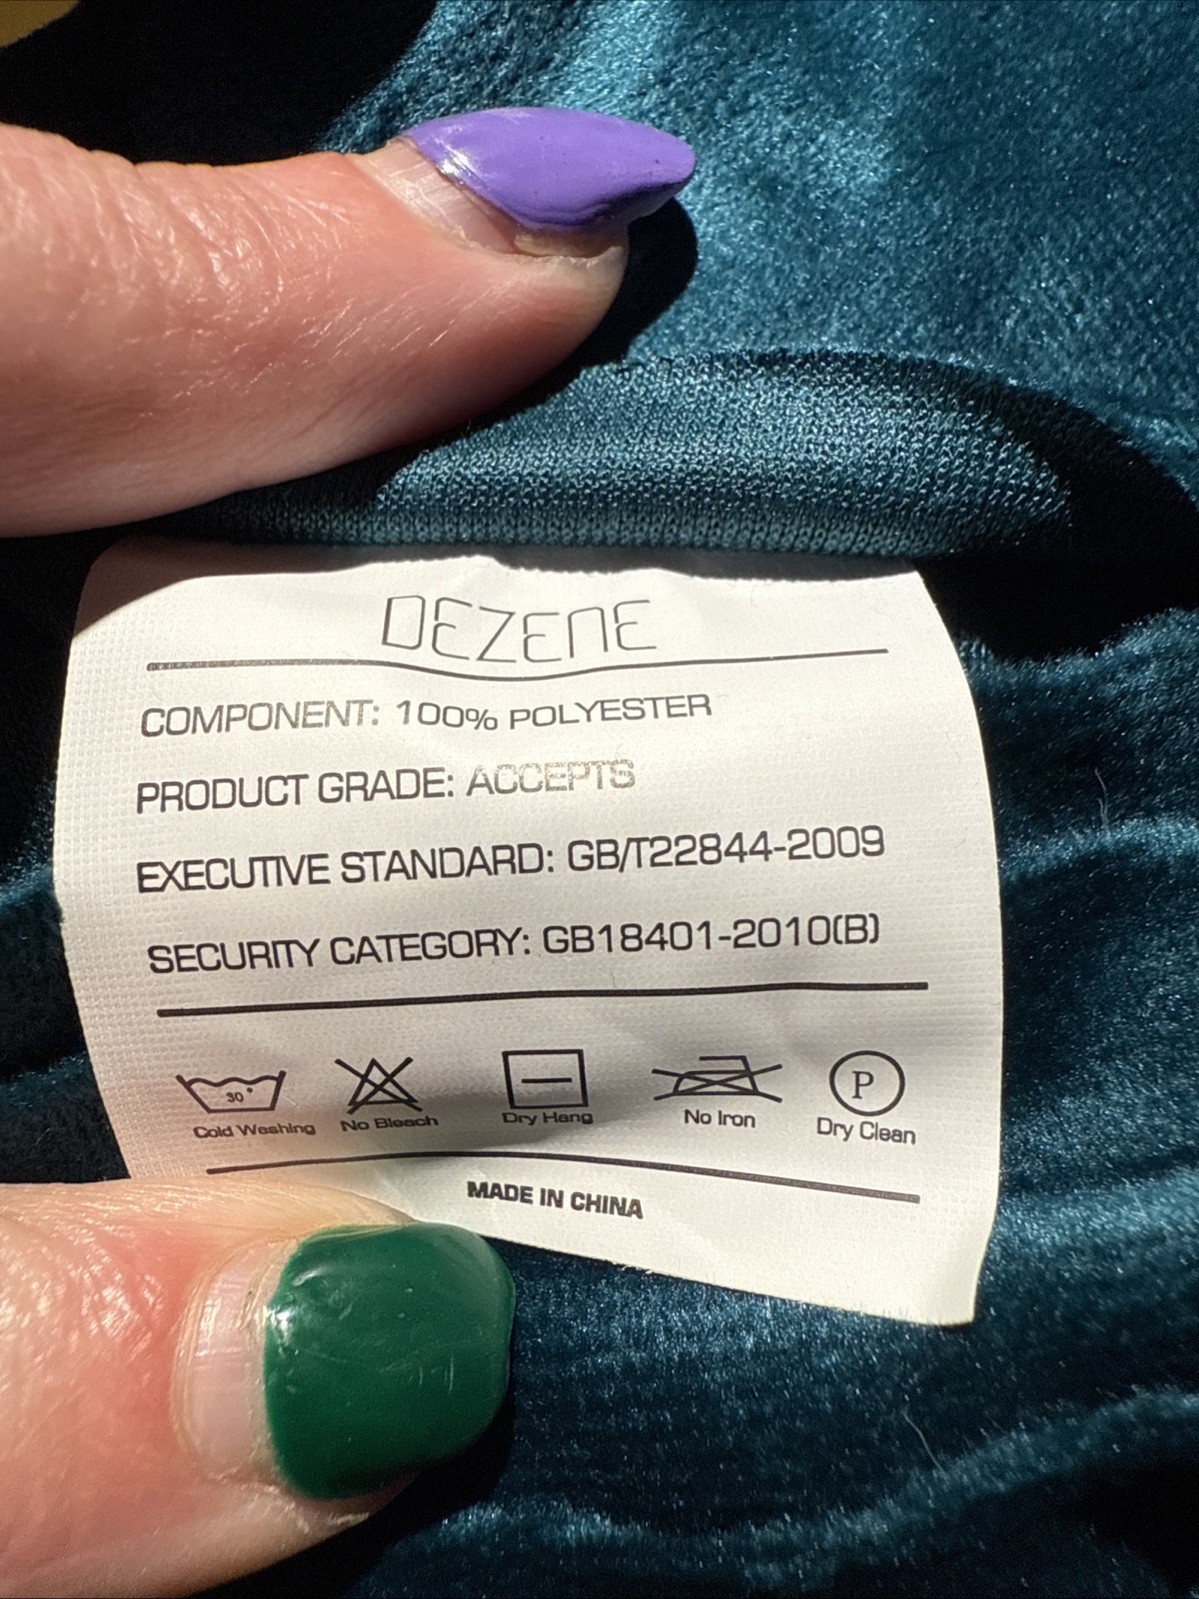 DEZENE
COMPONENT: 100% POLYESTER
PRODUCT GRADE: ACCEPTS
EXECUTIVE STANDARD: GB/T22844-2009
SECURITY CATEGORY: GB18401-2010(B)
30°
P
Cold Washing No Bleach Dry Hang No Iron Dry Clean
MADE IN CHINA